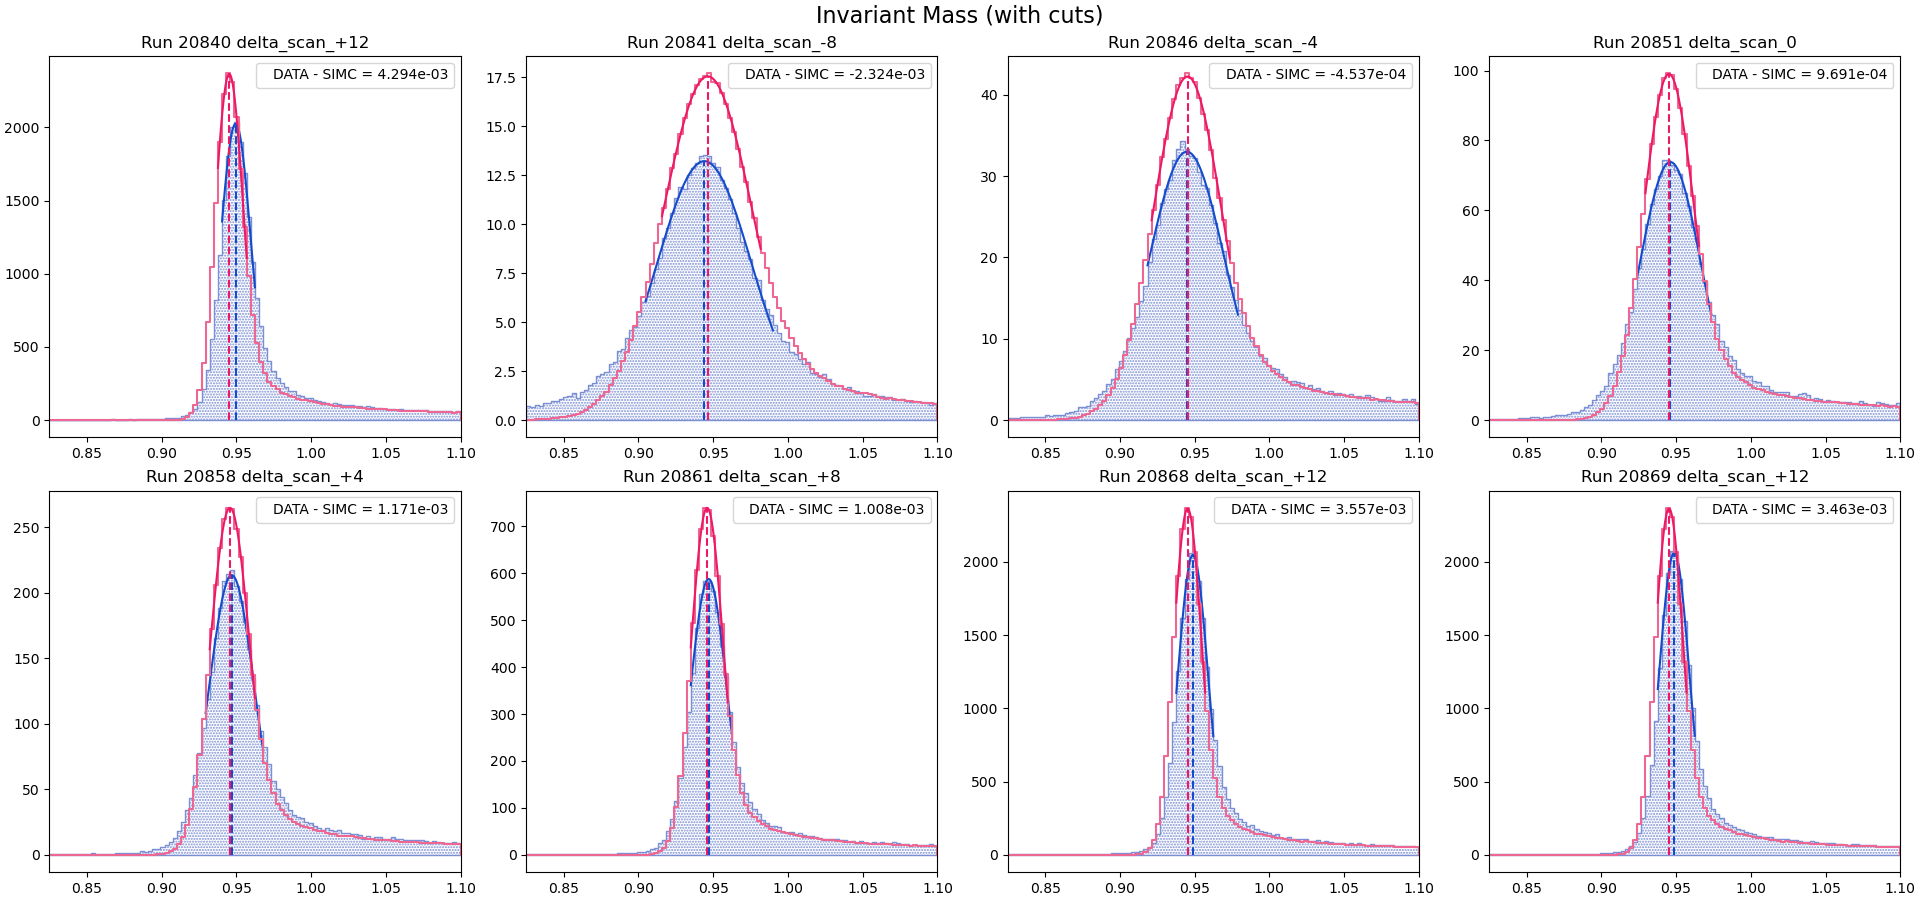 Invariant Mass (with cuts)
Run 20840 delta_scan_+12
DATA - SIMC = 4.294e-03
2000
1500
1000
500
0
0.85 0.90 0.95 1.00 1.05 1.10
Run 20841 delta_scan_-8
DATA - SIMC = -2.324e-03
17.5
15.0
12.5
10.0
7.5
5.0
2.5
0.0
0.85 0.90 0.95 1.00 1.05 1.10
Run 20846 delta_scan_-4
DATA - SIMC = -4.537e-04
40
30
20
10
0
0.85 0.90 0.95 1.00 1.05 1.10
Run 20851 delta_scan_0
DATA - SIMC = 9.691e-04
100
80
60
40
20
0
0.85 0.90 0.95 1.00 1.05 1.10
Run 20858 delta_scan_+4
DATA - SIMC = 1.171e-03
250
200
150
100
50
0
0.85 0.90 0.95 1.00 1.05 1.10
Run 20861 delta_scan_+8
DATA - SIMC = 1.008e-03
700
600
500
400
300
200
100
0
0.85 0.90 0.95 1.00 1.05 1.10
Run 20868 delta_scan_+12
DATA - SIMC = 3.557e-03
2000
1500
1000
500
0
0.85 0.90 0.95 1.00 1.05 1.10
Run 20869 delta_scan_+12
DATA - SIMC = 3.463e-03
2000
1500
1000
500
0
0.85 0.90 0.95 1.00 1.05 1.10